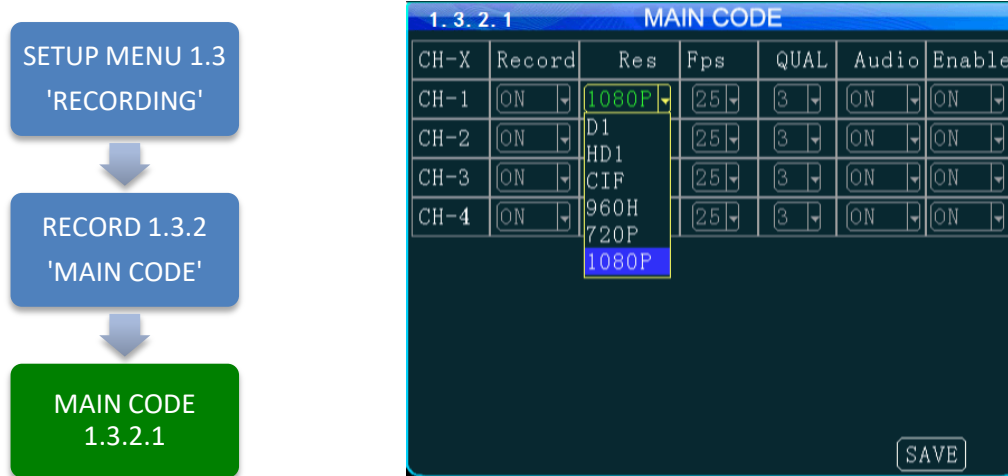 SETUP MENU 1.3
'RECORDING'
RECORD 1.3.2
'MAIN CODE'
MAIN CODE
1.3.2.1
1.3.2.1 MAIN CODE
CH-X Record Res Fps QUAL Audio Enable
CH-1 ON 1080P 25 3 ON ON
CH-2 ON 25 3 ON ON
CH-3 ON 25 3 ON ON
CH-4 ON 25 3 ON ON
D1
HD1
CIF
960H
720P
1080P
SAVE